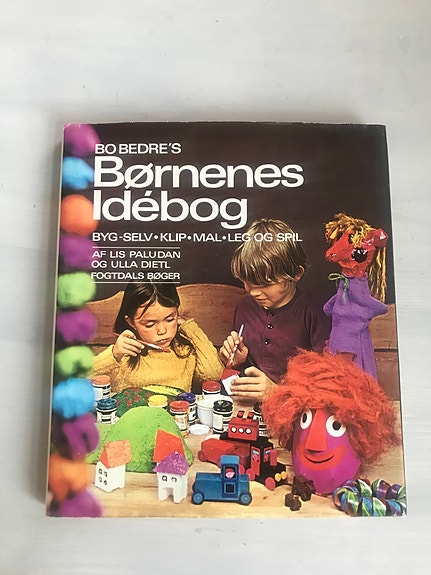 BO BEDRE'S
Børnenes
Idébog
BYG-SELV•KLIP•MAL•LEG OG SPIL
AF LIS PALUDAN
OG ULLA DIETL
FOGTDALS BØGER